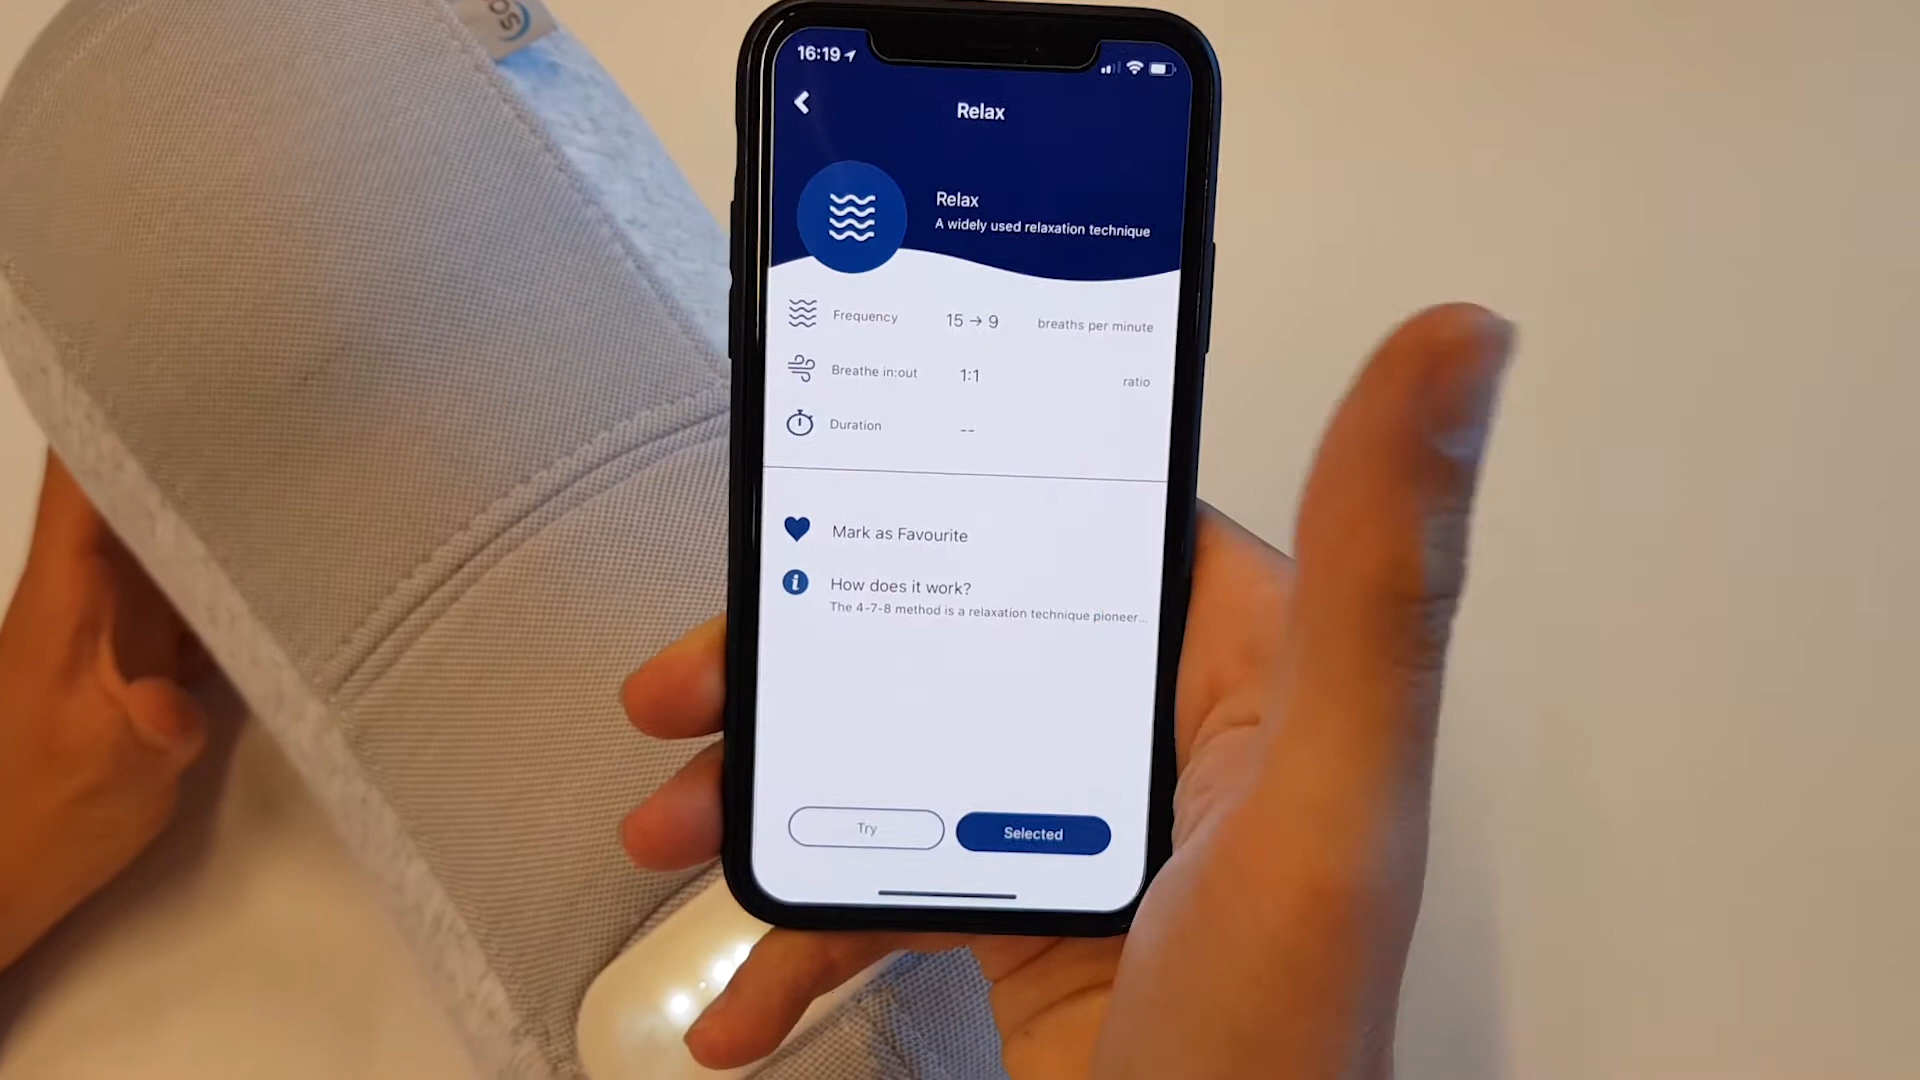 16:19
Relax
Relax
A widely used relaxation technique
Frequency 15 → 9 breaths per minute
Breathe in:out 1:1 ratio
Duration --
Mark as Favourite
How does it work?
The 4-7-8 method is a relaxation technique pioneer...
Try Selected